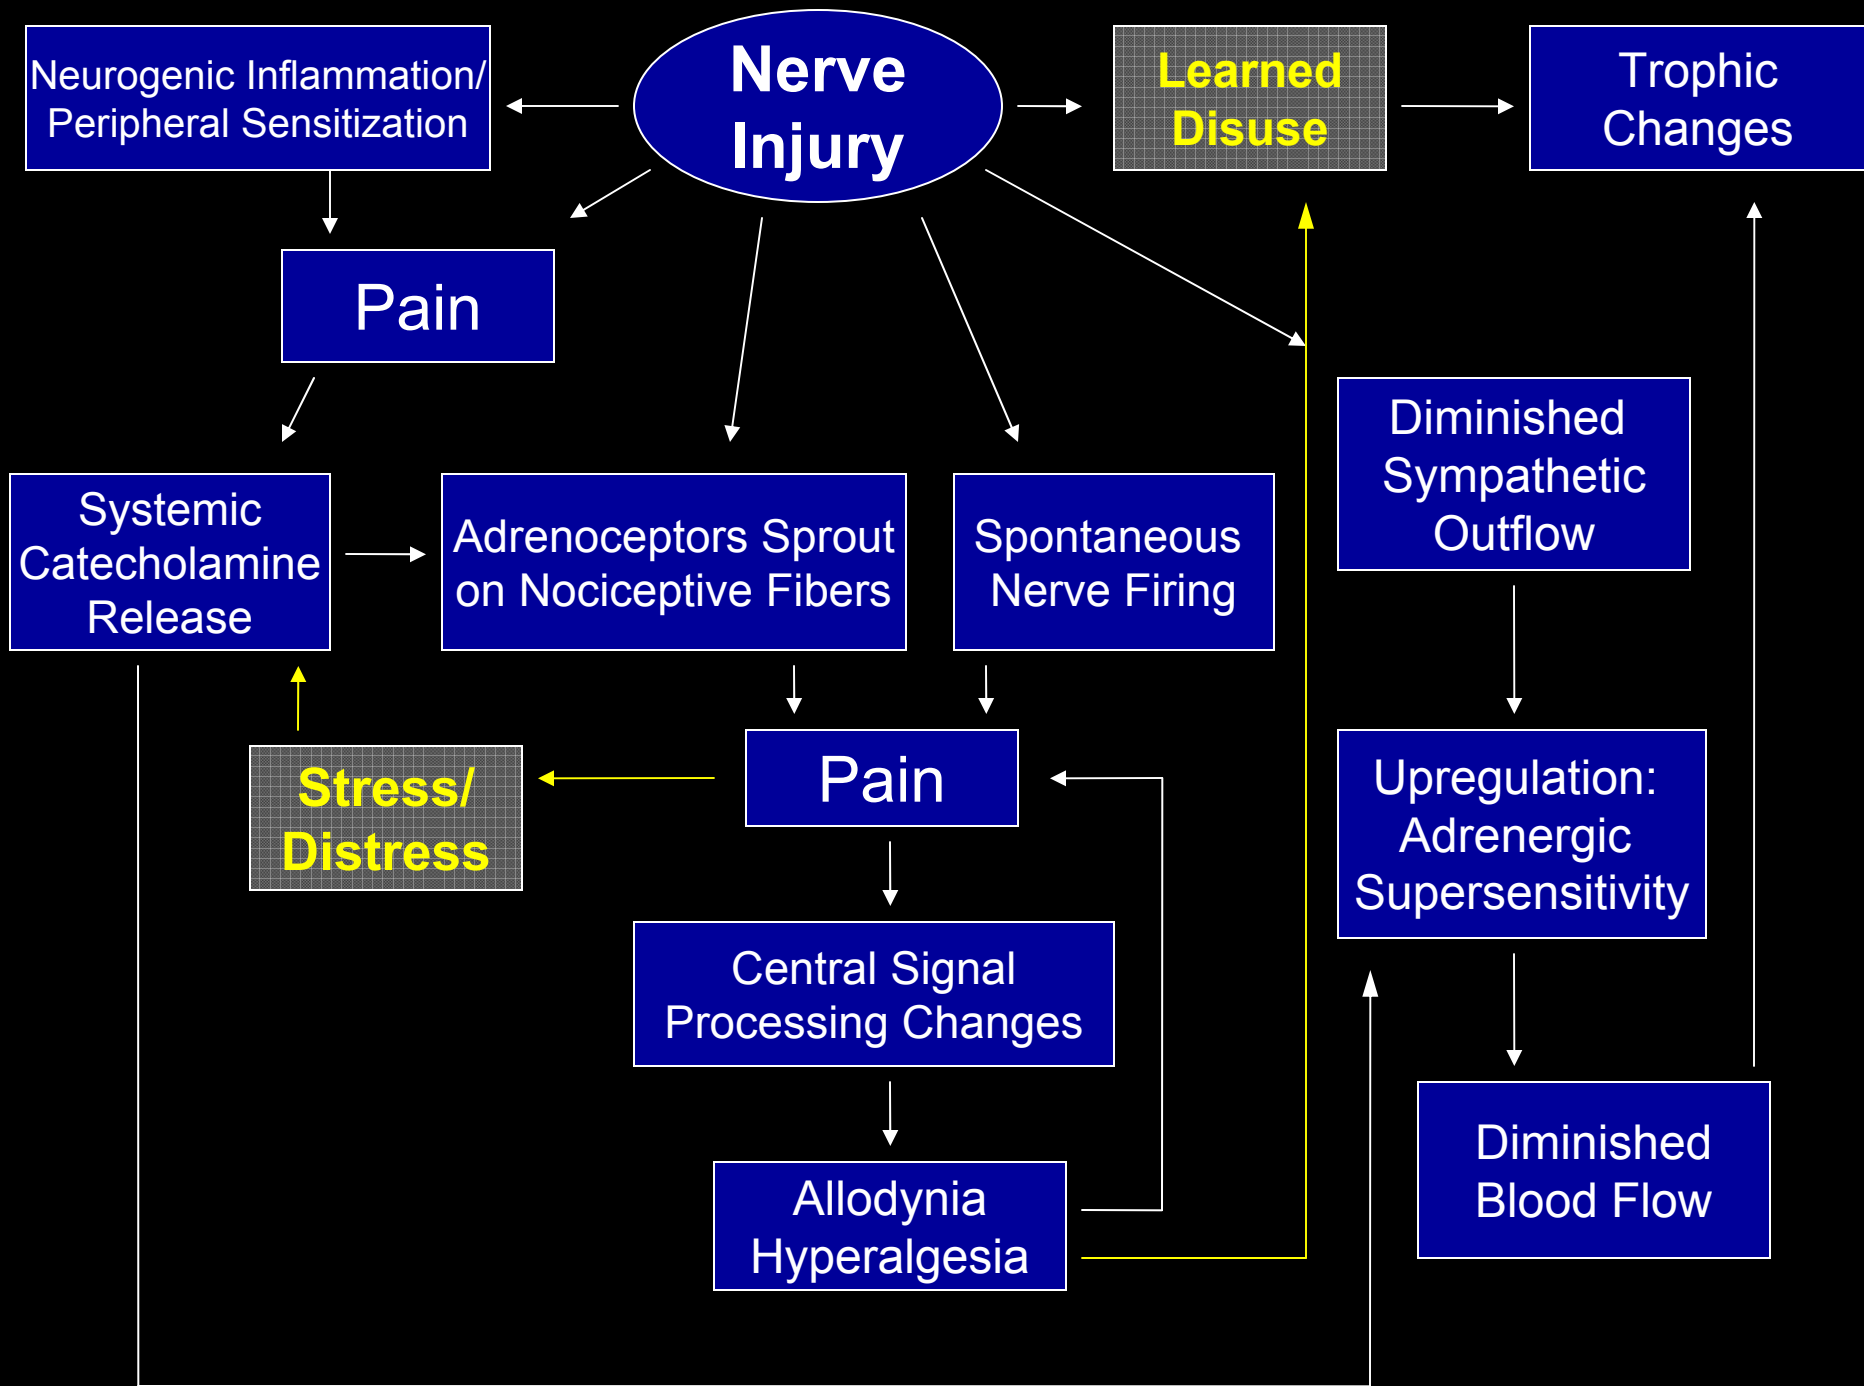 Neurogenic Inflammation/
Peripheral Sensitization
Nerve
Injury
Learned
Disuse
Trophic
Changes
Pain
Systemic
Catecholamine
Release
Adrenoceptors Sprout
on Nociceptive Fibers
Spontaneous
Nerve Firing
Diminished
Sympathetic
Outflow
Stress/
Distress
Pain
Upregulation:
Adrenergic
Supersensitivity
Central Signal
Processing Changes
Allodynia
Hyperalgesia
Diminished
Blood Flow